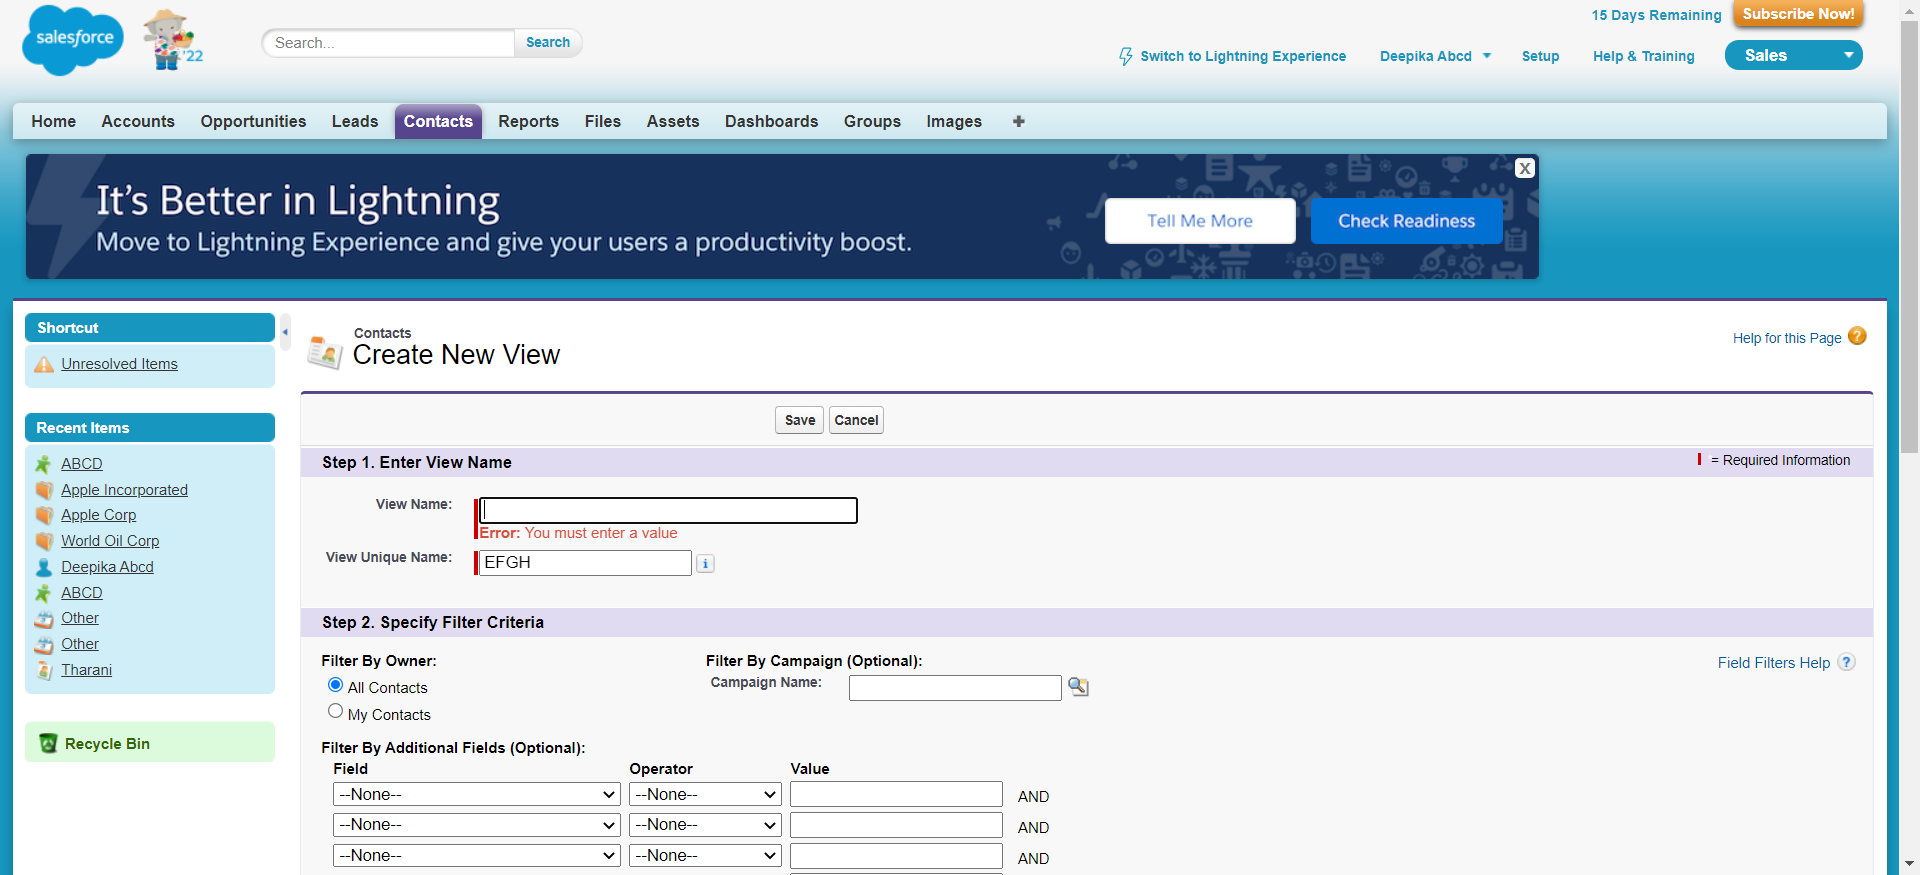 salesforce
'22
Search...
Search
15 Days Remaining
Subscribe Now!
Switch to Lightning Experience
Deepika Abcd
Setup
Help & Training
Sales
Home
Accounts
Opportunities
Leads
Contacts
Reports
Files
Assets
Dashboards
Groups
Images
It's Better in Lightning
Move to Lightning Experience and give your users a productivity boost.
Tell Me More
Check Readiness
X
Shortcut
Unresolved Items
Recent Items
ABCD
Apple Incorporated
Apple Corp
World Oil Corp
Deepika Abcd
ABCD
Other
Other
Tharani
Recycle Bin
Contacts
Create New View
Help for this Page
Save
Cancel
Step 1. Enter View Name
= Required Information
View Name:
Error: You must enter a value
View Unique Name:
EFGH
Step 2. Specify Filter Criteria
Filter By Owner:
All Contacts
My Contacts
Filter By Campaign (Optional):
Campaign Name:
Field Filters Help
Filter By Additional Fields (Optional):
Field
Operator
Value
--None--
--None--
AND
--None--
--None--
AND
--None--
--None--
AND